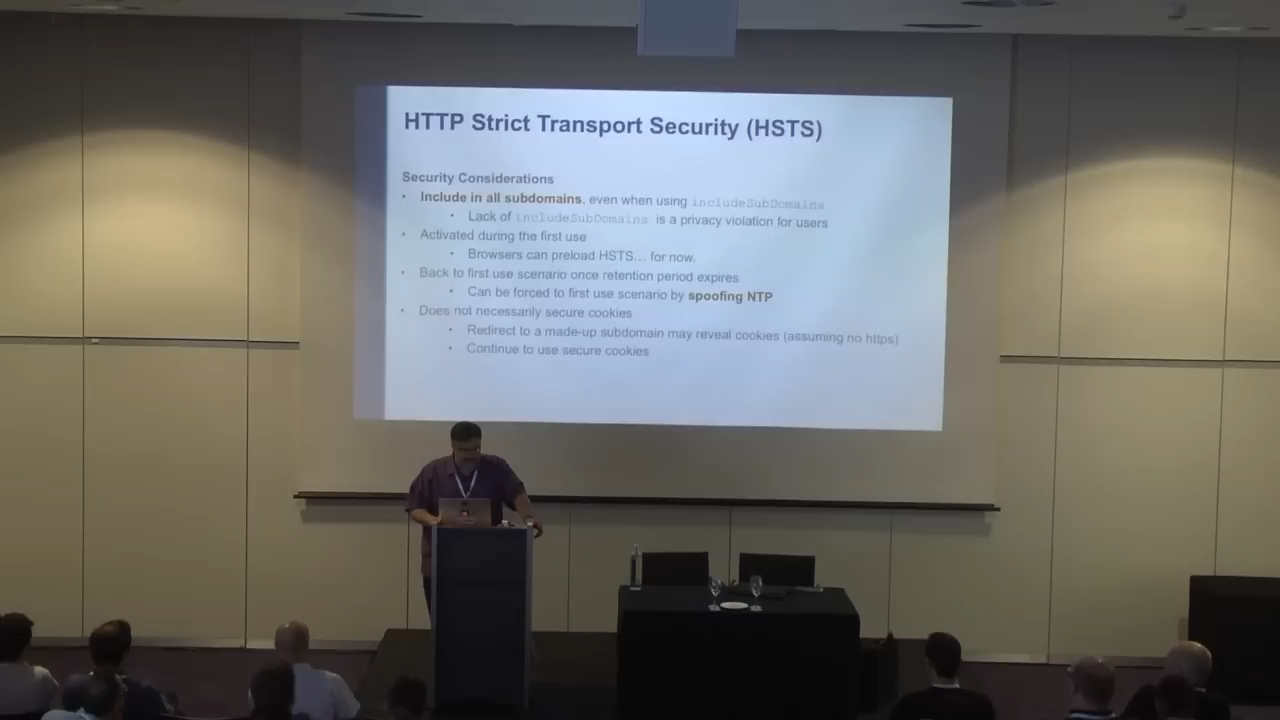 HTTP Strict Transport Security (HSTS)
Security Considerations
• Include in all subdomains, even when using includeSubDomains
• Lack of includeSubDomains is a privacy violation for users
• Activated during the first use
• Browsers can preload HSTS… for now.
• Back to first use scenario once retention period expires
• Can be forced to first use scenario by spoofing NTP
• Does not necessarily secure cookies
• Redirect to a made-up subdomain may reveal cookies (assuming no https)
• Continue to use secure cookies